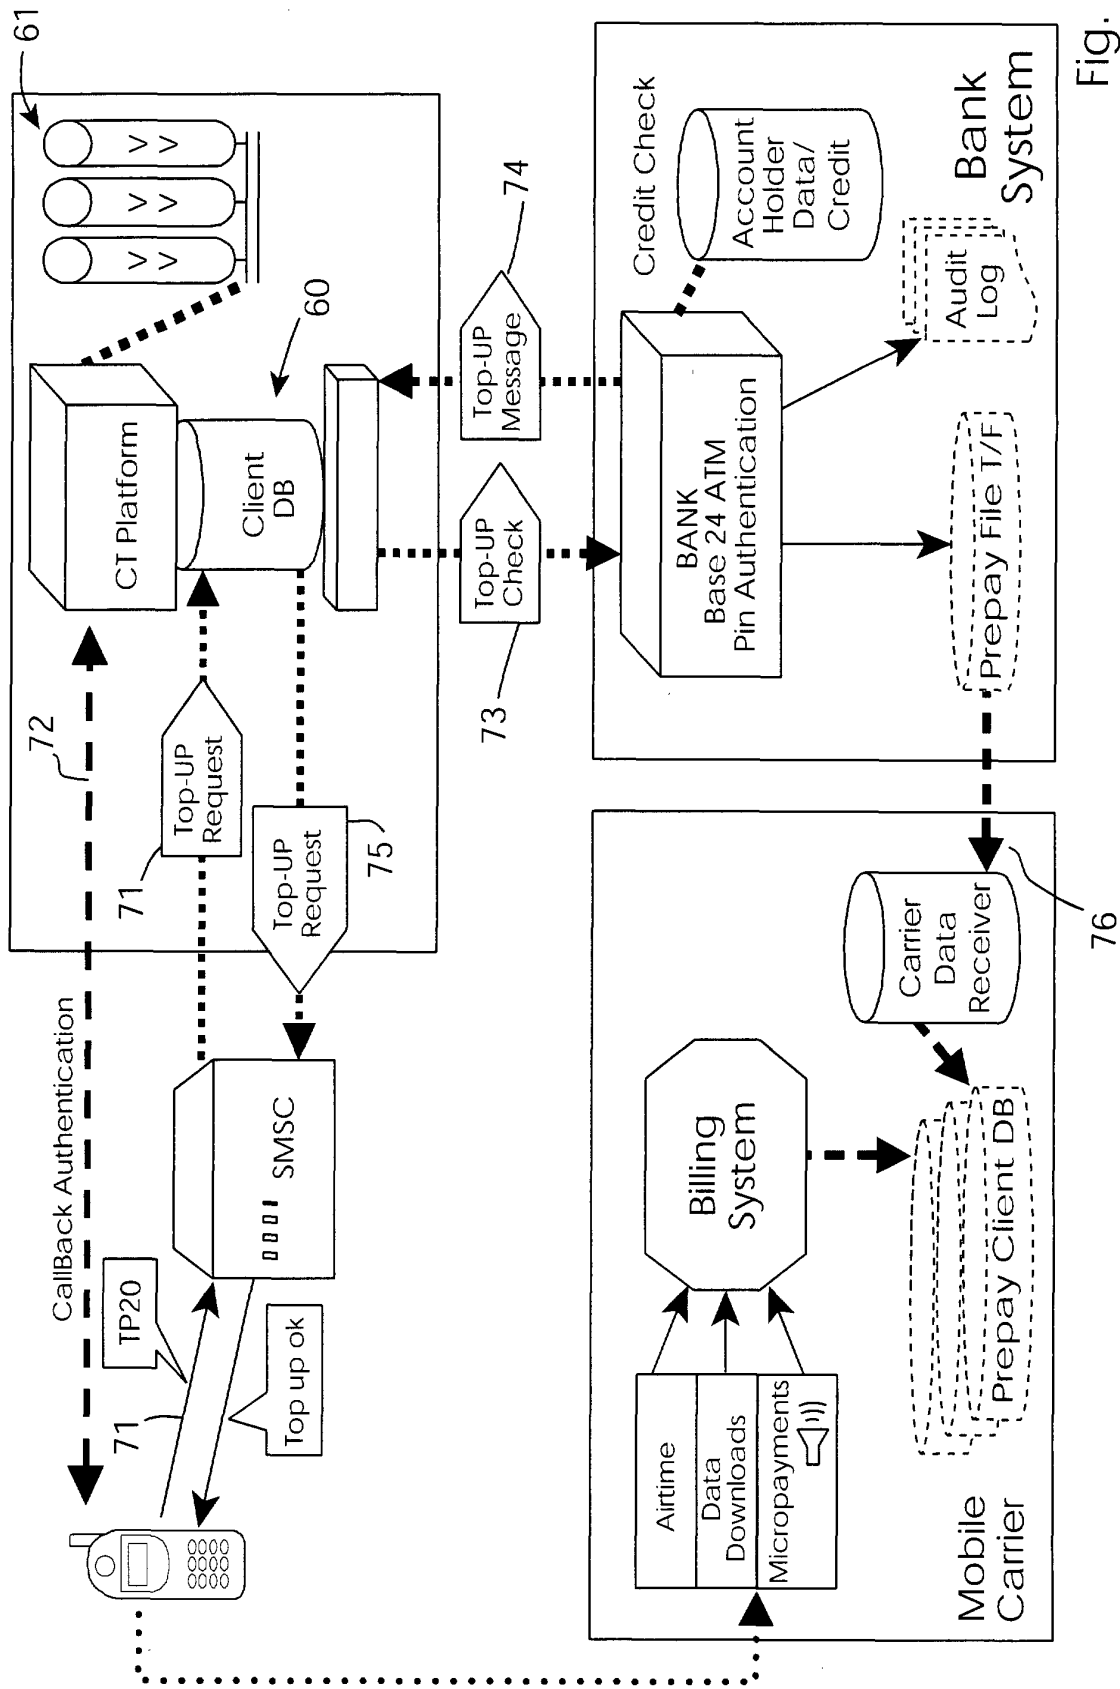 CallBack Authentication
72
61
CT Platform
71
Top-UP
Request
Client
DB
60
TP20
71
SMSC
Top up ok
Top-UP
Request
75
73
Top-UP
Check
Top-UP
Message
74
Airtime
Data
Downloads
Micropayments
Billing
System
Carrier
Data
Receiver
Prepay Client DB
Mobile
Carrier
76
BANK
Base 24 ATM
Pin Authentication
Credit Check
Account
Holder
Data/
Credit
Prepay File T/F
Audit
Log
Bank
System
Fig.